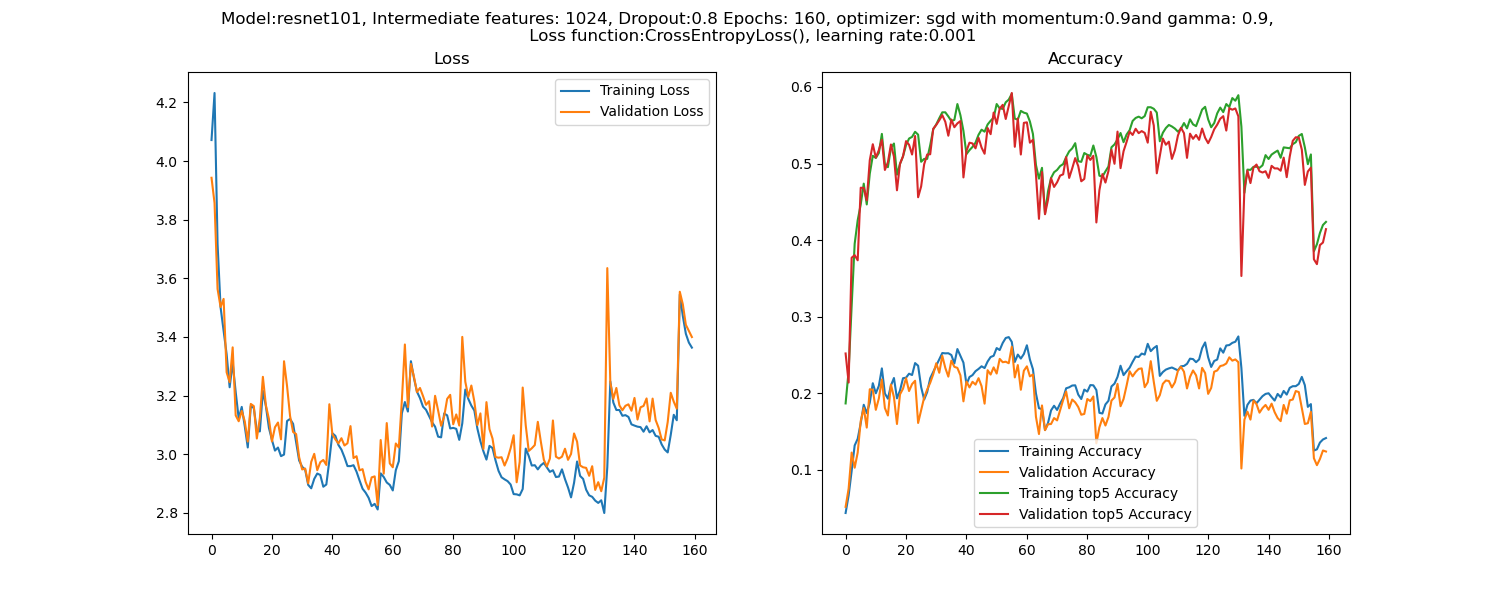 Model:resnet101, Intermediate features: 1024, Dropout:0.8 Epochs: 160, optimizer: sgd with momentum:0.9and gamma: 0.9,
Loss function:CrossEntropyLoss(), learning rate:0.001
Loss
Training Loss
Validation Loss
4.2
4.0
3.8
3.6
3.4
3.2
3.0
2.8
0 20 40 60 80 100 120 140 160
Accuracy
0.6
0.5
0.4
0.3
0.2
0.1
Training Accuracy
Validation Accuracy
Training top5 Accuracy
Validation top5 Accuracy
0 20 40 60 80 100 120 140 160